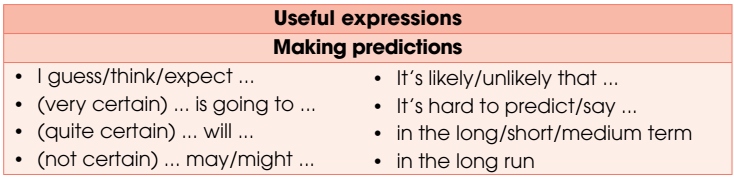 Useful expressions
Making predictions
• I guess/think/expect ...
• (very certain) ... is going to ...
• (quite certain) ... will ...
• (not certain) ... may/might ...
• It's likely/unlikely that ...
• It's hard to predict/say ...
• in the long/short/medium term
• in the long run